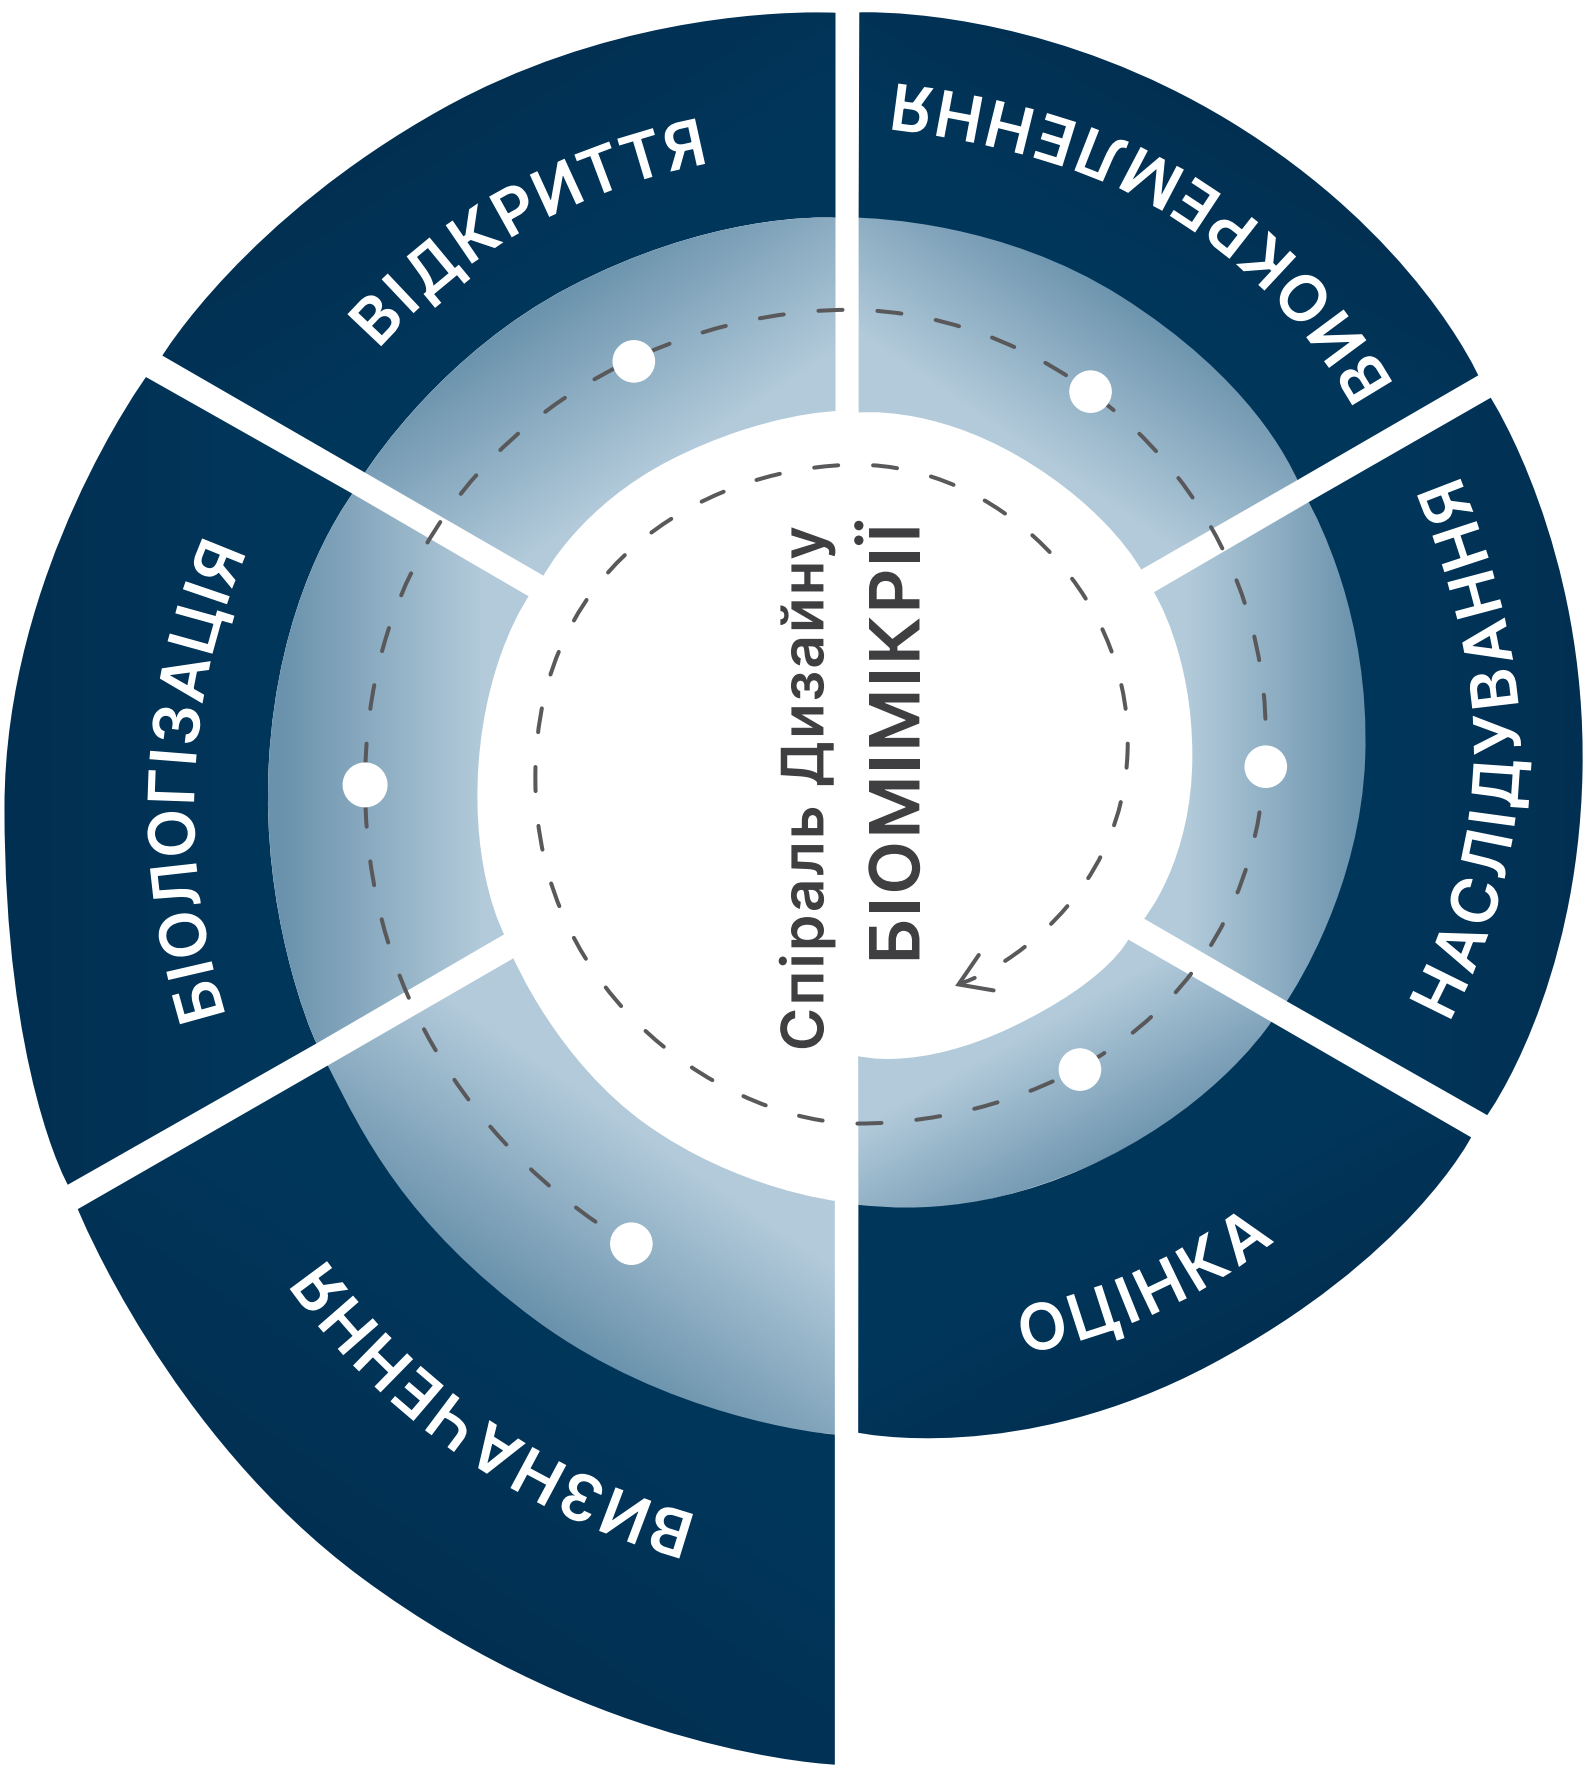 Спіраль Дизайну
БІОМІМІКРІЇ
ВИЗНАЧЕННЯ
БІОЛОГІЗАЦІЯ
ВІДКРИТТЯ
ВИОКРЕМЛЕННЯ
НАСЛІДУВАННЯ
ОЦІНКА